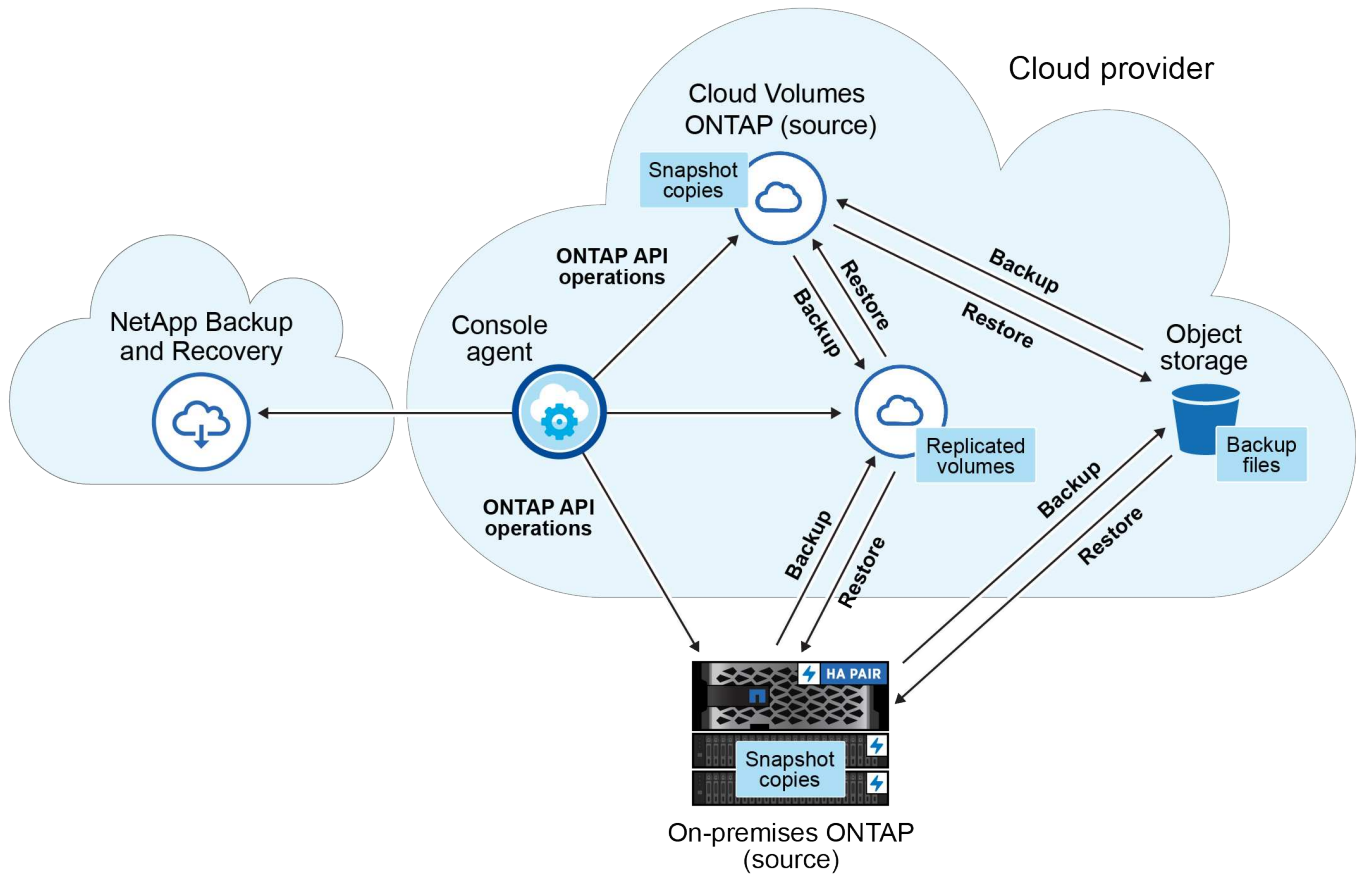 Cloud provider
Cloud Volumes
ONTAP (source)
Snapshot
copies
ONTAP API
operations
Backup
Restore
Backup
Restore
NetApp Backup
and Recovery
Console
agent
Object
storage
Replicated
volumes
Backup
files
ONTAP API
operations
Backup
Restore
Backup
Restore
HA PAIR
Snapshot
copies
On-premises ONTAP
(source)